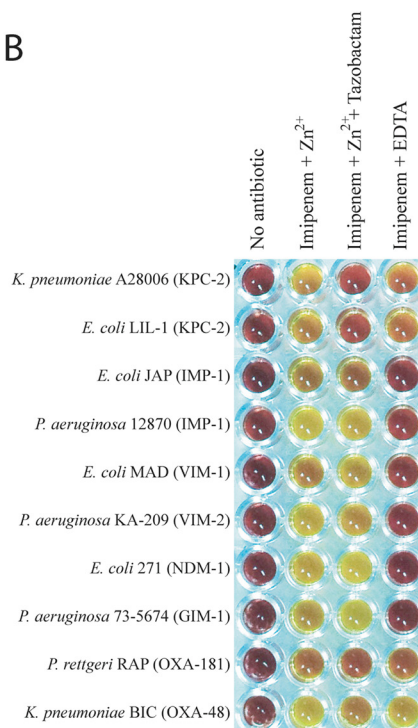 B
No antibiotic
Imipenem + Zn²⁺
Imipenem + Zn²⁺+ Tazobactam
Imipenem + EDTA
K. pneumoniae A28006 (KPC-2)
E. coli LIL-1 (KPC-2)
E. coli JAP (IMP-1)
P. aeruginosa 12870 (IMP-1)
E. coli MAD (VIM-1)
P. aeruginosa KA-209 (VIM-2)
E. coli 271 (NDM-1)
P. aeruginosa 73-5674 (GIM-1)
P. rettgeri RAP (OXA-181)
K. pneumoniae BIC (OXA-48)